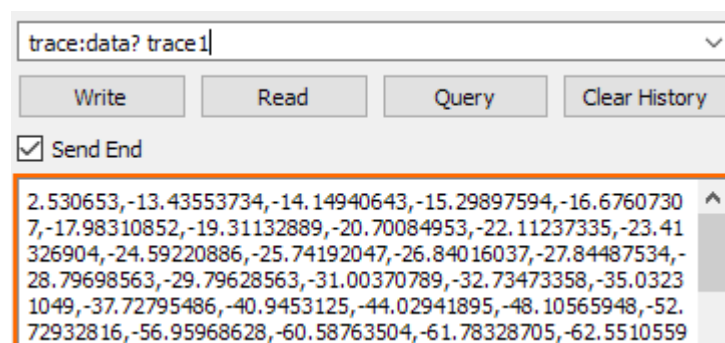 trace:data? trace1
Write Read Query Clear History
Send End
2.530653,-13.43553734,-14.14940643,-15.29897594,-16.6760730
7,-17.98310852,-19.31132889,-20.70084953,-22.11237335,-23.41
326904,-24.59220886,-25.74192047,-26.84016037,-27.84487534,-
28.79698563,-29.79628563,-31.00370789,-32.73473358,-35.0323
1049,-37.72795486,-40.9453125,-44.02941895,-48.10565948,-52.
72932816,-56.95968628,-60.58763504,-61.78328705,-62.5510559